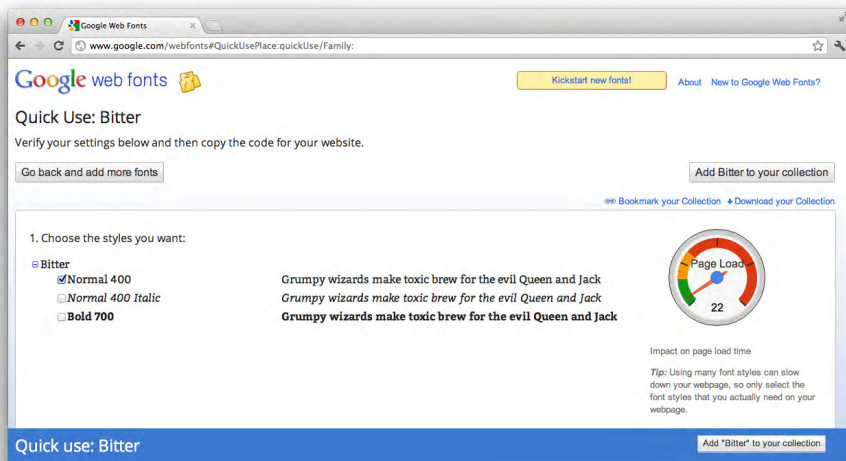 Google Web Fonts
www.google.com/webfonts#QuickUsePlace:quickUse/Family:
Google web fonts
Kickstart new fonts!
About New to Google Web Fonts?
Quick Use: Bitter
Verify your settings below and then copy the code for your website.
Go back and add more fonts
Add Bitter to your collection
Bookmark your Collection Download your Collection
1. Choose the styles you want:
Bitter
Normal 400 Grumpy wizards make toxic brew for the evil Queen and Jack
Normal 400 Italic Grumpy wizards make toxic brew for the evil Queen and Jack
Bold 700 Grumpy wizards make toxic brew for the evil Queen and Jack
Page Load
22
Impact on page load time
Tip: Using many font styles can slow
down your webpage, so only select the
font styles that you actually need on your
webpage.
Quick use: Bitter
Add "Bitter" to your collection